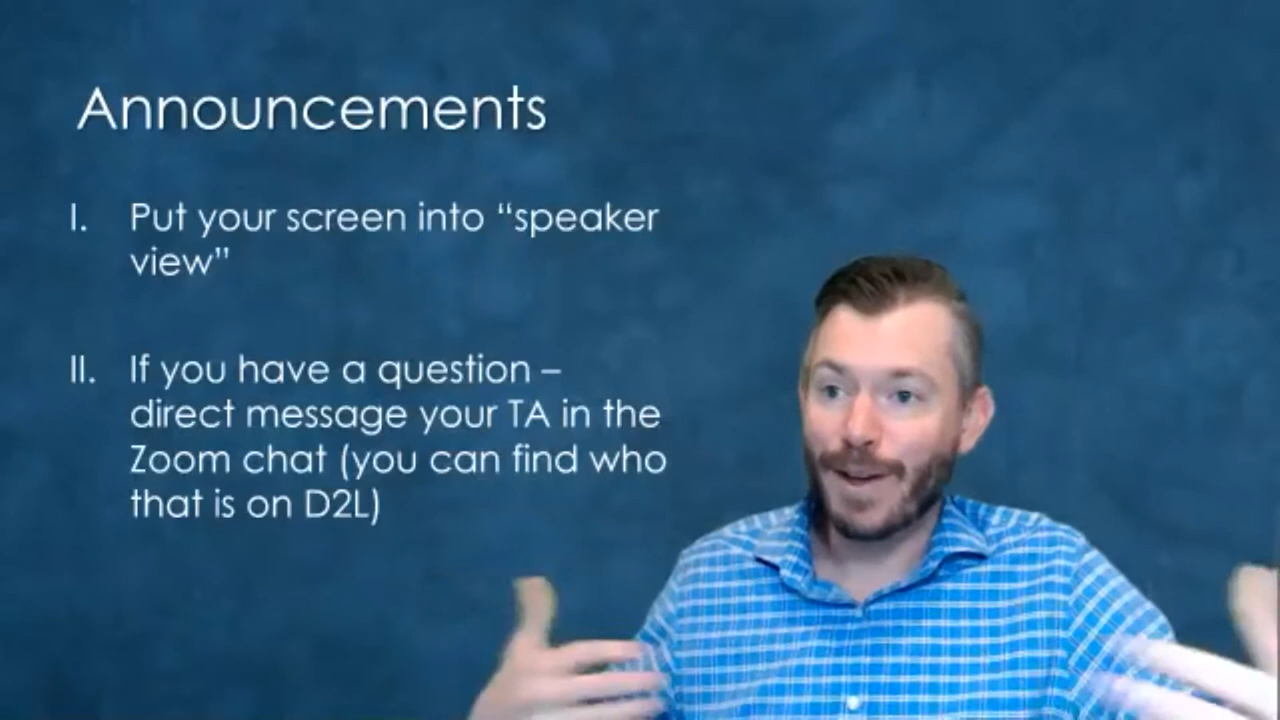 Announcements
I. Put your screen into “speaker
view”
II. If you have a question –
direct message your TA in the
Zoom chat (you can find who
that is on D2L)